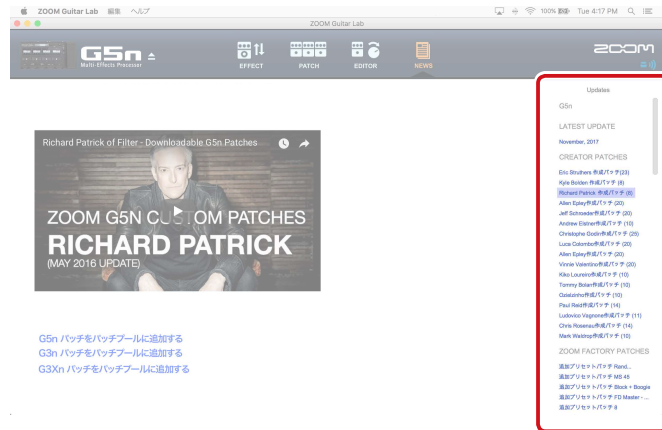 ZOOM Guitar Lab 編集 ヘルプ 100% Tue 4:17 PM
ZOOM Guitar Lab
G5n
Multi-Effects Processor
EFFECT PATCH EDITOR NEWS
ZOOM
Updates
G5n
LATEST UPDATE
November, 2017
CREATOR PATCHES
Eric Struthers 作成パッチ(23)
Kyle Bolden 作成パッチ (6)
Richard Patrick 作成パッチ (6)
Allen Epley作成パッチ (20)
Jeff Schroeder作成パッチ (20)
Andrew Elstner作成パッチ (10)
Christophe Godin作成パッチ (25)
Luca Colombo作成パッチ (20)
Allen Epley作成パッチ (20)
Vinnie Valentino作成パッチ (20)
Kiko Loureiro作成パッチ (10)
Tommy Bolan作成パッチ (10)
Ozielzinho作成パッチ (10)
Paul Reid作成パッチ (14)
Ludovico Vagnone作成パッチ (11)
Chris Rosenau作成パッチ (14)
Merk Waldrop作成パッチ (10)
ZOOM FACTORY PATCHES
追加プリセットパッチ Rand...
追加プリセットパッチ MS 45
追加プリセットパッチ Block + Boogie
追加プリセットパッチ FD Master - ...
追加プリセットパッチ 8
Richard Patrick of Filter - Downloadable G5n Patches
ZOOM G5N CUSTOM PATCHES
RICHARD PATRICK
(MAY 2016 UPDATE)
G5n パッチをパッチプールに追加する
G3n パッチをパッチプールに追加する
G3Xn パッチをパッチプールに追加する